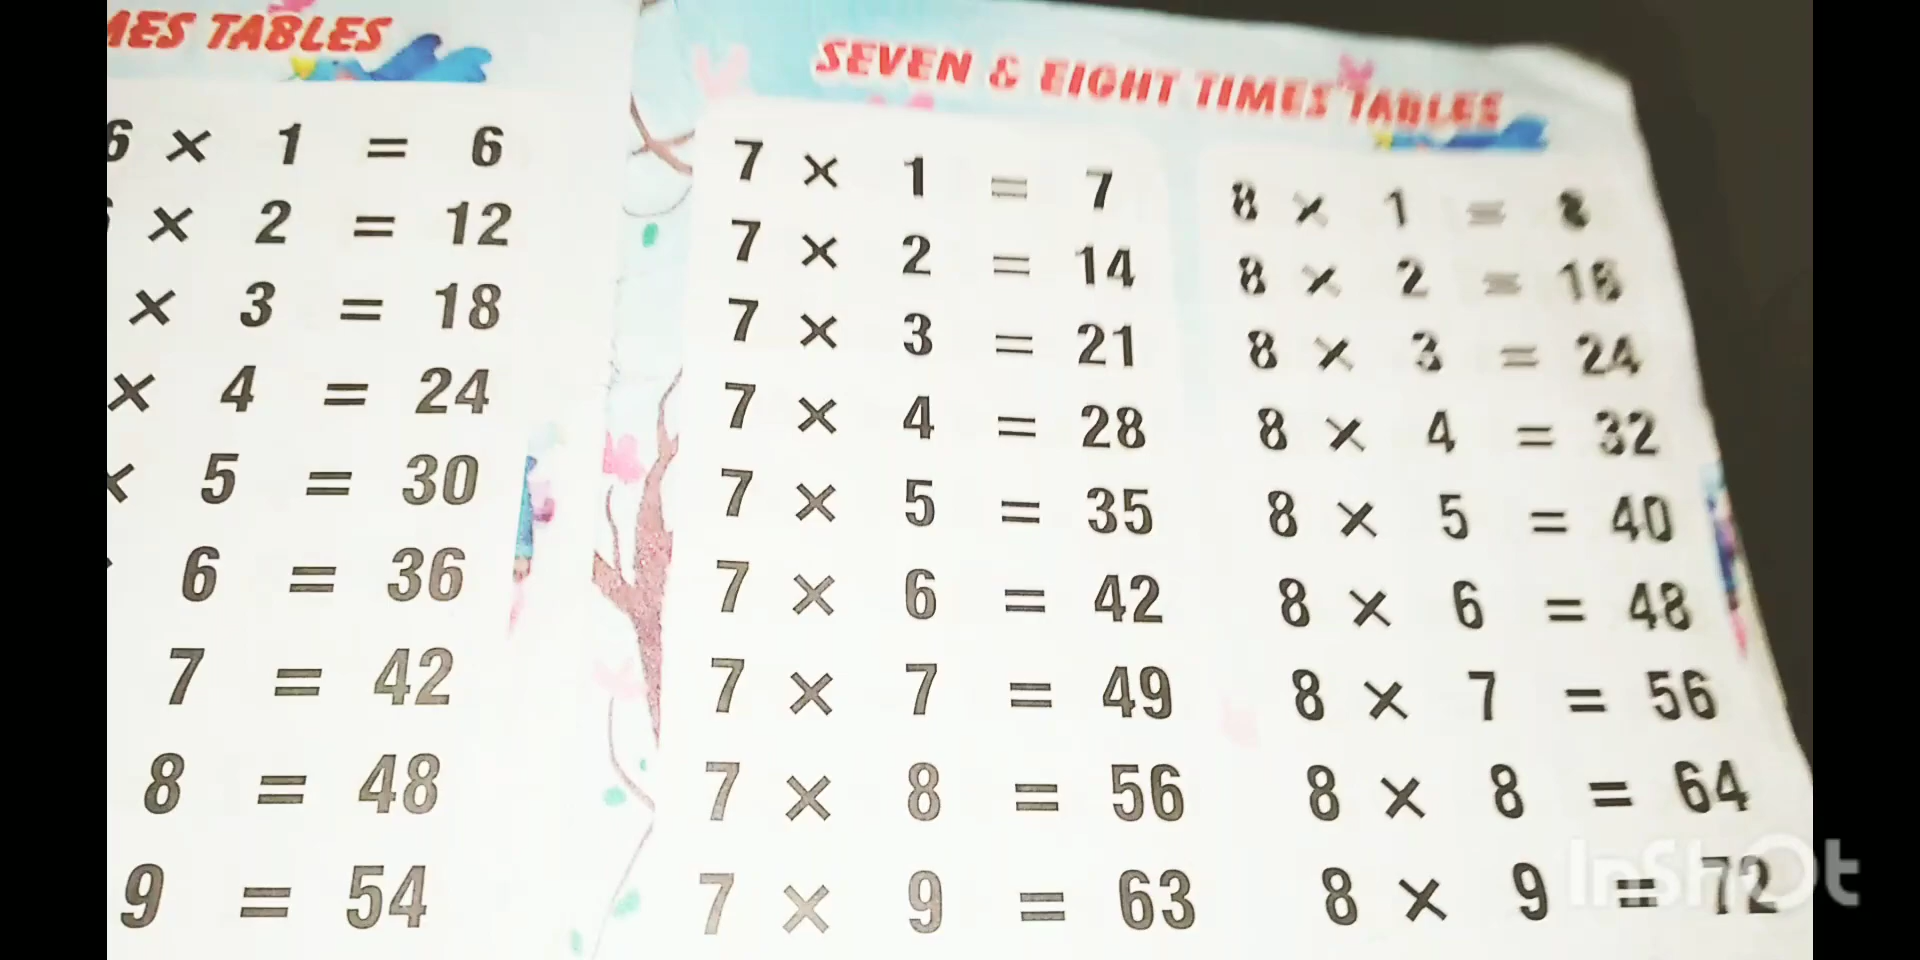 MES TABLES
6 × 1 = 6
× 2 = 12
× 3 = 18
× 4 = 24
× 5 = 30
6 = 36
7 = 42
8 = 48
9 = 54
SEVEN & EIGHT TIMES TABLES
7 × 1 = 7
7 × 2 = 14
7 × 3 = 21
7 × 4 = 28
7 × 5 = 35
7 × 6 = 42
7 × 7 = 49
7 × 8 = 56
7 × 9 = 63
8 × 1 = 8
8 × 2 = 16
8 × 3 = 24
8 × 4 = 32
8 × 5 = 40
8 × 6 = 48
8 × 7 = 56
8 × 8 = 64
8 × 9 = 72
InShOt